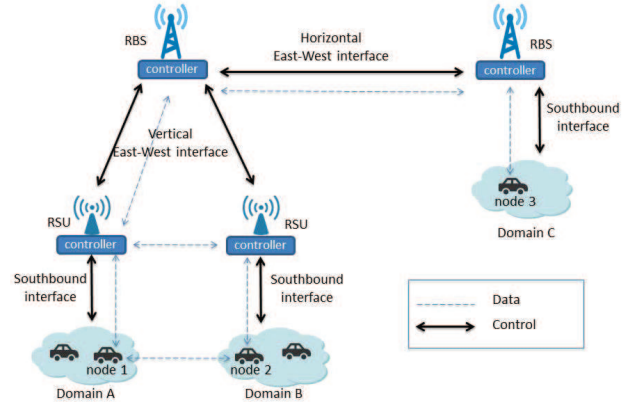 RBS
controller
Horizontal
East-West interface
RBS
controller
Southbound
interface
Vertical
East-West interface
node 3
Domain C
RSU
controller
RSU
controller
Southbound
interface
Southbound
interface
node 1
Domain A
node 2
Domain B
Data
Control